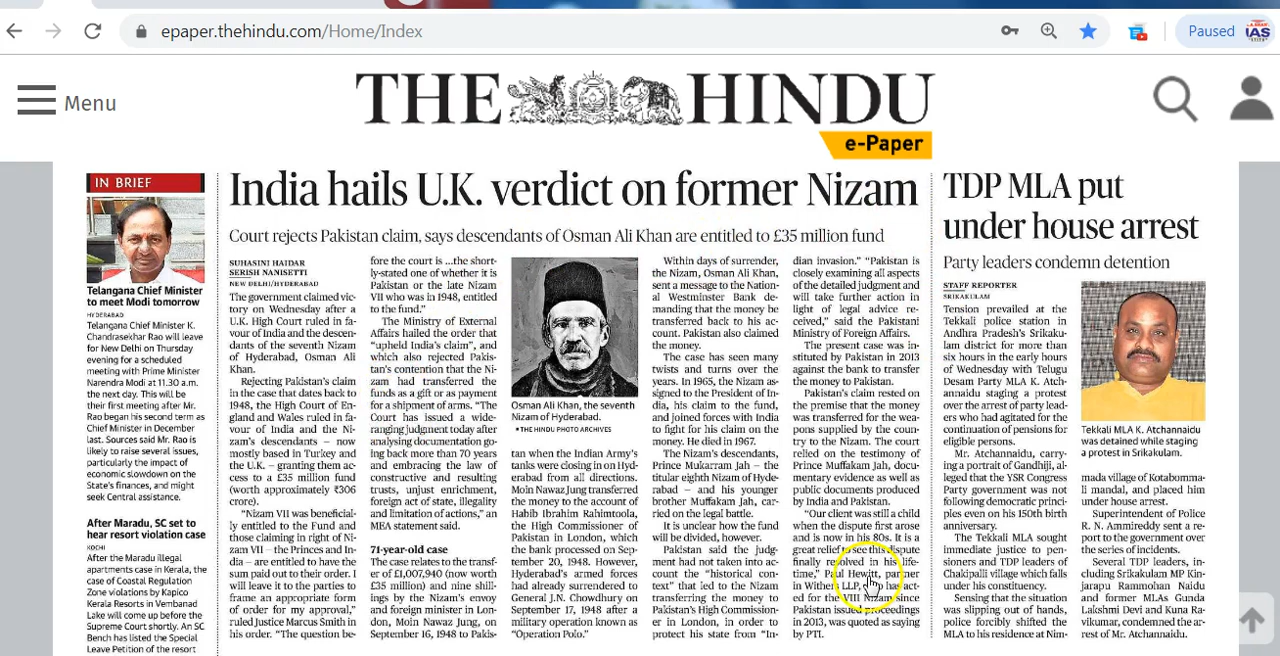 epaper.thehindu.com/Home/Index
Paused
IAS
Menu
THE HINDU
e-Paper
IN BRIEF
Telangana Chief Minister
to meet Modi tomorrow
HYDERABAD
Telangana Chief Minister K.
Chandrasekhar Rao will leave
for New Delhi on Thursday
evening for a scheduled
meeting with Prime Minister
Narendra Modi at 11.30 a.m.
the next day. This will be
their first meeting after Mr.
Rao began his second term as
Chief Minister in December
last. Sources said Mr. Rao is
likely to raise several issues,
particularly the impact of
economic slowdown on the
State's finances, and might
seek Central assistance.
After Maradu, SC set to
hear resort violation case
KOCHI
After the Maradu illegal
apartments case in Kerala, the
case of Coastal Regulation
Zone violations by Kapico
Kerala Resorts in Vembanad
Lake will come up before the
Supreme Court shortly. An SC
Bench has listed the Special
Leave Petition of the resort
India hails U.K. verdict on former Nizam
Court rejects Pakistan claim, says descendants of Osman Ali Khan are entitled to £35 million fund
SUHASINI HAIDAR
SERISH NANISETTI
NEW DELHI/HYDERABAD
The government claimed vic-
tory on Wednesday after a
U.K. High Court ruled in fa-
vour of India and the descen-
dants of the seventh Nizam
of Hyderabad, Osman Ali
Khan.
Rejecting Pakistan's claim
in the case that dates back to
1948, the High Court of En-
gland and Wales ruled in fa-
vour of India and the Ni-
zam's descendants – now
mostly based in Turkey and
the U.K. – granting them ac-
cess to a £35 million fund
(worth approximately ₹306
crore).
"Nizam VII was beneficial-
ly entitled to the Fund and
those claiming in right of Ni-
zam VII – the Princes and In-
dia – are entitled to have the
sum paid out to their order. I
will leave it to the parties to
frame an appropriate form
of order for my approval,"
ruled Justice Marcus Smith in
his order. "The question be-
fore the court is ...the short-
ly-stated one of whether it is
Pakistan or the late Nizam
VII who was in 1948, entitled
to the fund."
The Ministry of External
Affairs hailed the order that
"upheld India's claim", and
which also rejected Pakis-
tan's contention that the Ni-
zam had transferred the
funds as a gift or as payment
for a shipment of arms. "The
Court has issued a wide-
ranging judgment today after
analysing documentation go-
ing back more than 70 years
and embracing the law of
constructive and resulting
trusts, unjust enrichment,
foreign act of state, illegality
and limitation of actions," an
MEA statement said.
71-year-old case
The case relates to the transf-
er of £1,007,940 (now worth
£35 million) and nine shill-
ings by the Nizam's envoy
and foreign minister in Lon-
don, Moin Nawaz Jung, on
September 16, 1948 to Pakis-
Osman Ali Khan, the seventh
Nizam of Hyderabad.
• THE HINDU PHOTO ARCHIVES
tan when the Indian Army's
tanks were closing in on Hyd-
erabad from all directions.
Moin Nawaz Jung transferred
the money to the account of
Habib Ibrahim Rahimtoola,
the High Commissioner of
Pakistan in London, which
the bank processed on Sep-
tember 20, 1948. However,
Hyderabad's armed forces
had already surrendered to
General J.N. Chowdhury on
September 17, 1948 after a
military operation known as
"Operation Polo."
Within days of surrender,
the Nizam, Osman Ali Khan,
sent a message to the Nation-
al Westminster Bank de-
manding that the money be
transferred back to his ac-
count. Pakistan also claimed
the money.
The case has seen many
twists and turns over the
years. In 1965, the Nizam as-
signed to the President of In-
dia, his claim to the fund,
and joined forces with India
to fight for his claim on the
money. He died in 1967.
The Nizam's descendants,
Prince Mukarram Jah – the
titular eighth Nizam of Hyde-
rabad – and his younger
brother Muffakam Jah, car-
ried on the legal battle.
It is unclear how the fund
will be divided, however.
Pakistan said the judg-
ment had not taken into ac-
count the "historical con-
text" that led to the Nizam
transferring the money to
Pakistan's High Commission-
er in London, in order to
protect his state from "In-
dian invasion." "Pakistan is
closely examining all aspects
of the detailed judgment and
will take further action in
light of legal advice re-
ceived," said the Pakistani
Ministry of Foreign Affairs.
The present case was in-
stituted by Pakistan in 2013
against the bank to transfer
the money to Pakistan.
Pakistan's claim rested on
the premise that the money
was transferred for the wea-
pons supplied by the coun-
try to the Nizam. The court
relied on the testimony of
Prince Muffakam Jah, docu-
mentary evidence as well as
public documents produced
by India and Pakistan.
"Our client was still a child
when the dispute first arose
and is now in his 80s. It is a
great relief to see this dispute
finally resolved in his life-
time," Paul Hewitt, partner
in Withers LLP, who has act-
ed for the VIII Nizam since
Pakistan issued proceedings
in 2013, was quoted as saying
by PTI.
TDP MLA put
under house arrest
Party leaders condemn detention
STAFF REPORTER
SRIKAKULAM
Tension prevailed at the
Tekkali police station in
Andhra Pradesh's Srikaku-
lam district for more than
six hours in the early hours
of Wednesday with Telugu
Desam Party MLA K. Atch-
annaidu staging a protest
over the arrest of party lead-
ers who had agitated for the
continuation of pensions for
eligible persons.
Mr. Atchannaidu, carry-
ing a portrait of Gandhiji, al-
leged that the YSR Congress
Party government was not
following democratic princi-
ples even on his 150th birth
anniversary.
The Tekkali MLA sought
immediate justice to pen-
sioners and TDP leaders of
Chakipalli village which falls
under his constituency.
Sensing that the situation
was slipping out of hands,
police forcibly shifted the
MLA to his residence at Nim-
Tekkali MLA K. Atchannaidu
was detained while staging
a protest in Srikakulam.
mada village of Kotabomma-
li mandal, and placed him
under house arrest.
Superintendent of Police
R. N. Ammireddy sent a re-
port to the government over
the series of incidents.
Several TDP leaders, in-
cluding Srikakulam MP Kin-
jarapu Rammohan Naidu
and former MLAs Gunda
Lakshmi Devi and Kuna Ra-
vikumar, condemned the ar-
rest of Mr. Atchannaidu.